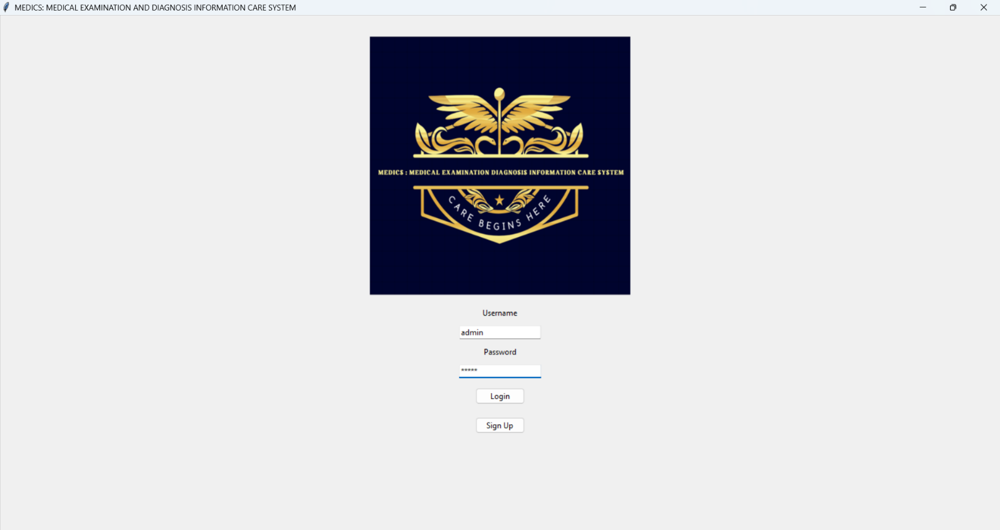 MEDICS: MEDICAL EXAMINATION AND DIAGNOSIS INFORMATION CARE SYSTEM
MEDICS : MEDICAL EXAMINATION DIAGNOSIS INFORMATION CARE SYSTEM
CARE BEGINS HERE
Username
admin
Password
*****
Login
Sign Up